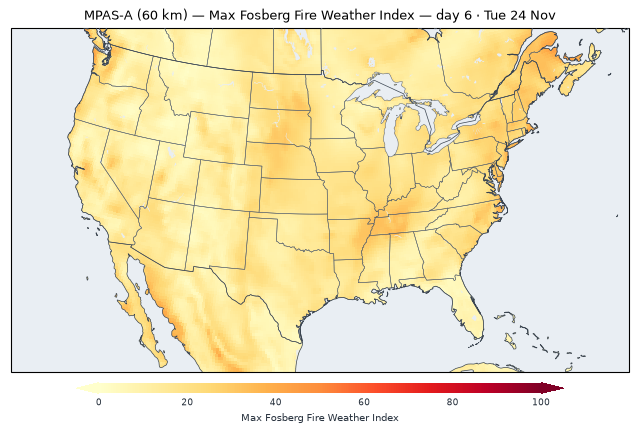 MPAS-A (60 km) — Max Fosberg Fire Weather Index — day 6 · Tue 24 Nov
0 20 40 60 80 100
Max Fosberg Fire Weather Index